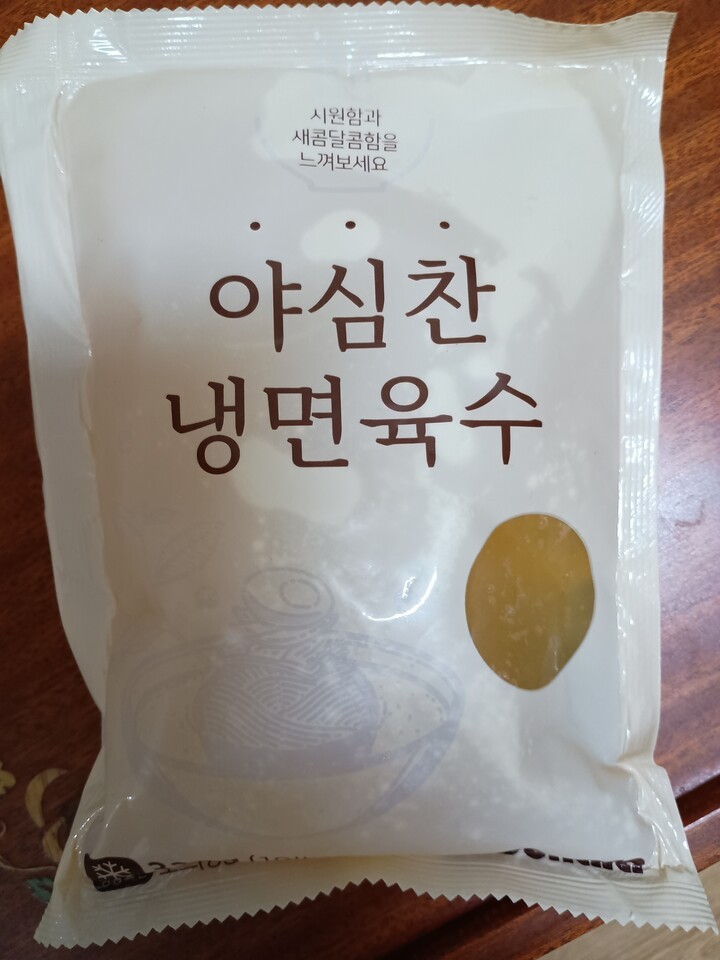 시원함과
새콤달콤함을
느껴보세요
야심찬
냉면육수